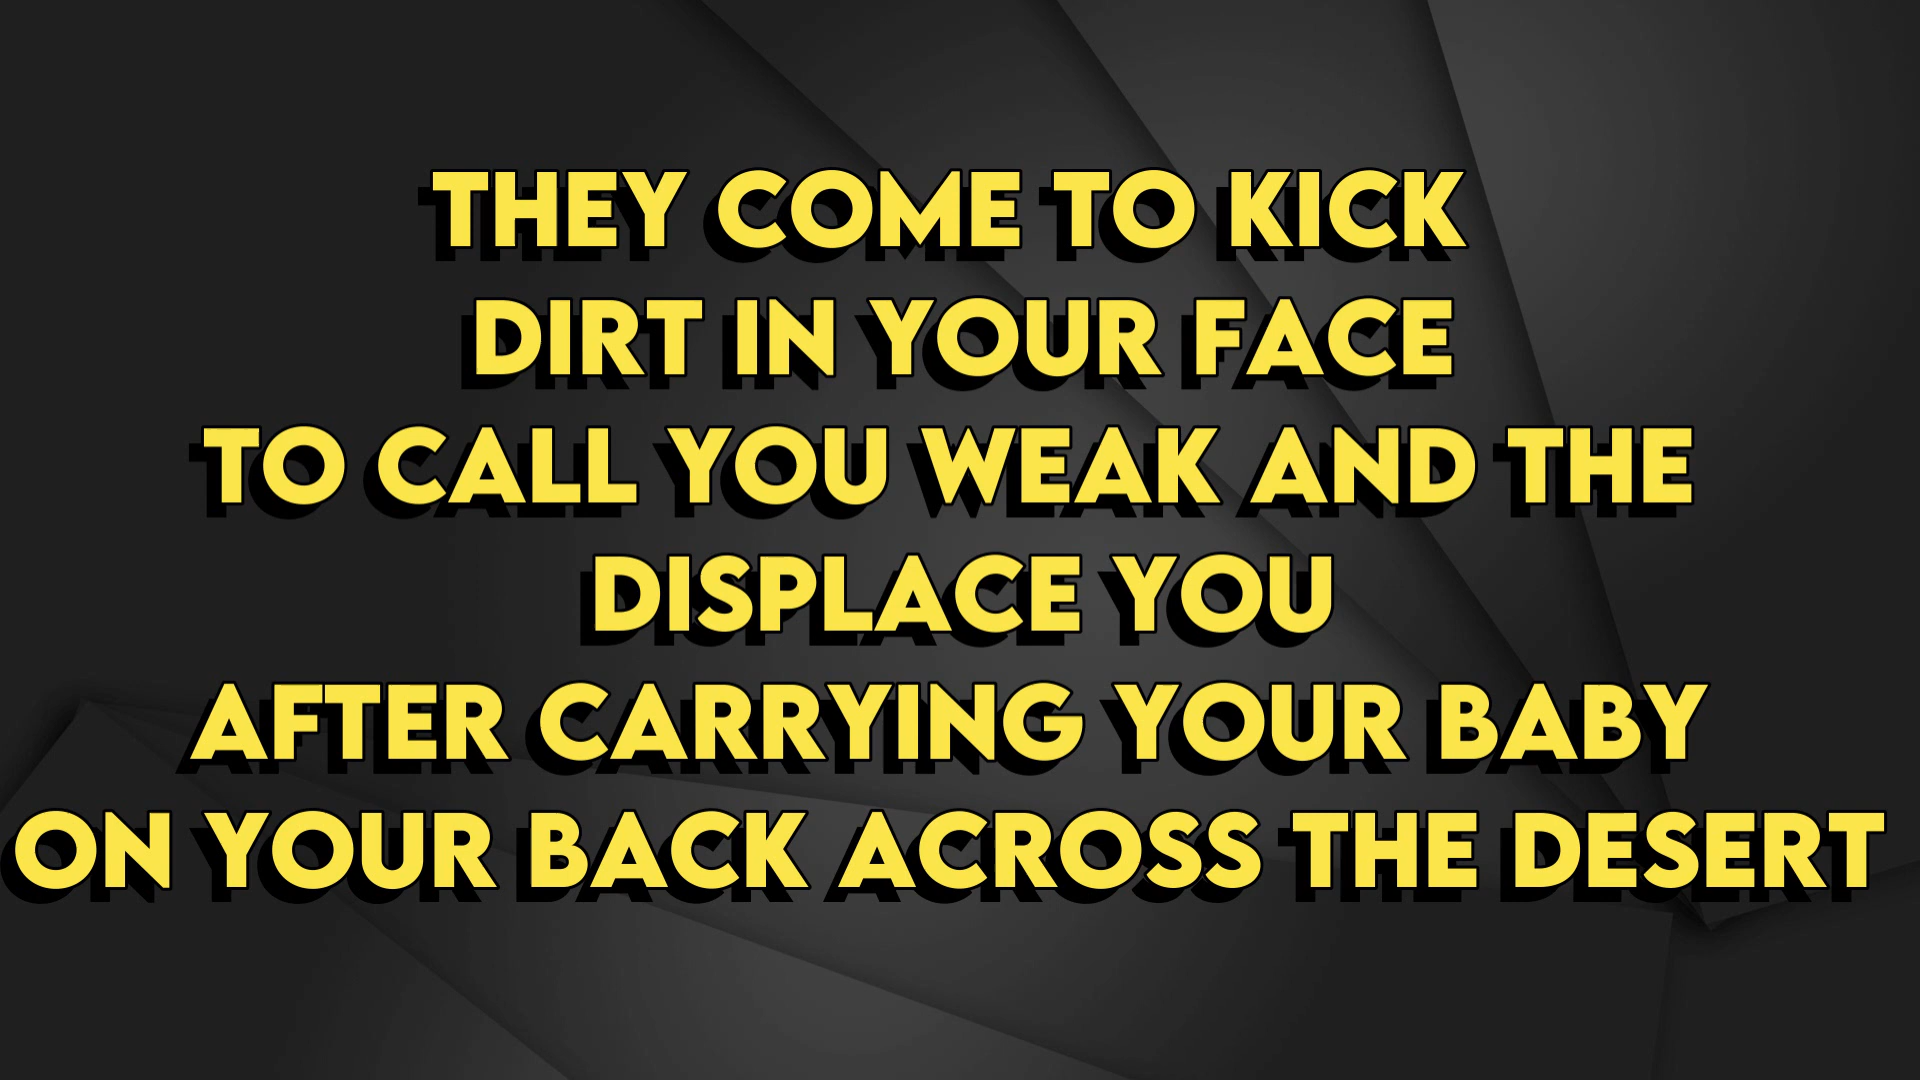 THEY COME TO KICK
DIRT IN YOUR FACE
TO CALL YOU WEAK AND THE
DISPLACE YOU
AFTER CARRYING YOUR BABY
ON YOUR BACK ACROSS THE DESERT